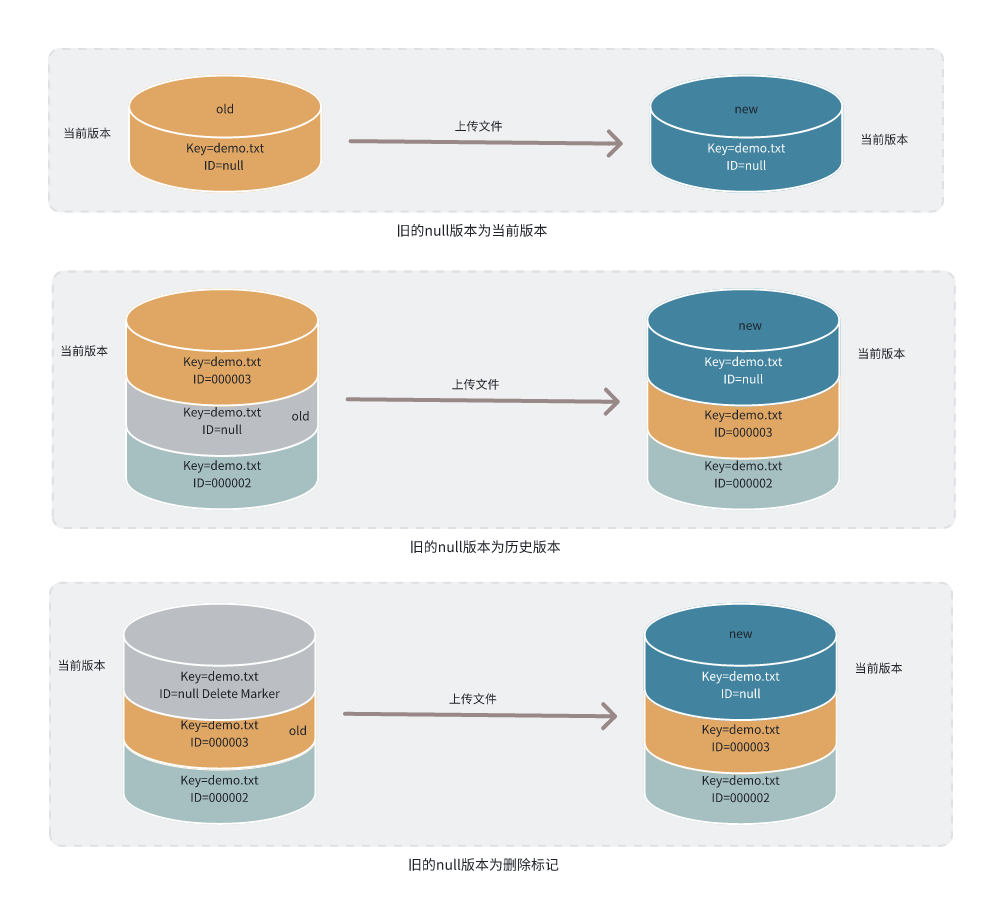 old
当前版本
Key=demo.txt
ID=null
上传文件
new
Key=demo.txt
ID=null
当前版本
旧的null版本为当前版本
当前版本
Key=demo.txt
ID=000003
Key=demo.txt
old
ID=null
Key=demo.txt
ID=000002
上传文件
new
当前版本
Key=demo.txt
ID=null
Key=demo.txt
ID=000003
Key=demo.txt
ID=000002
旧的null版本为历史版本
当前版本
Key=demo.txt
ID=null Delete Marker
Key=demo.txt
old
ID=000003
Key=demo.txt
ID=000002
上传文件
new
当前版本
Key=demo.txt
ID=null
Key=demo.txt
ID=000003
Key=demo.txt
ID=000002
旧的null版本为删除标记